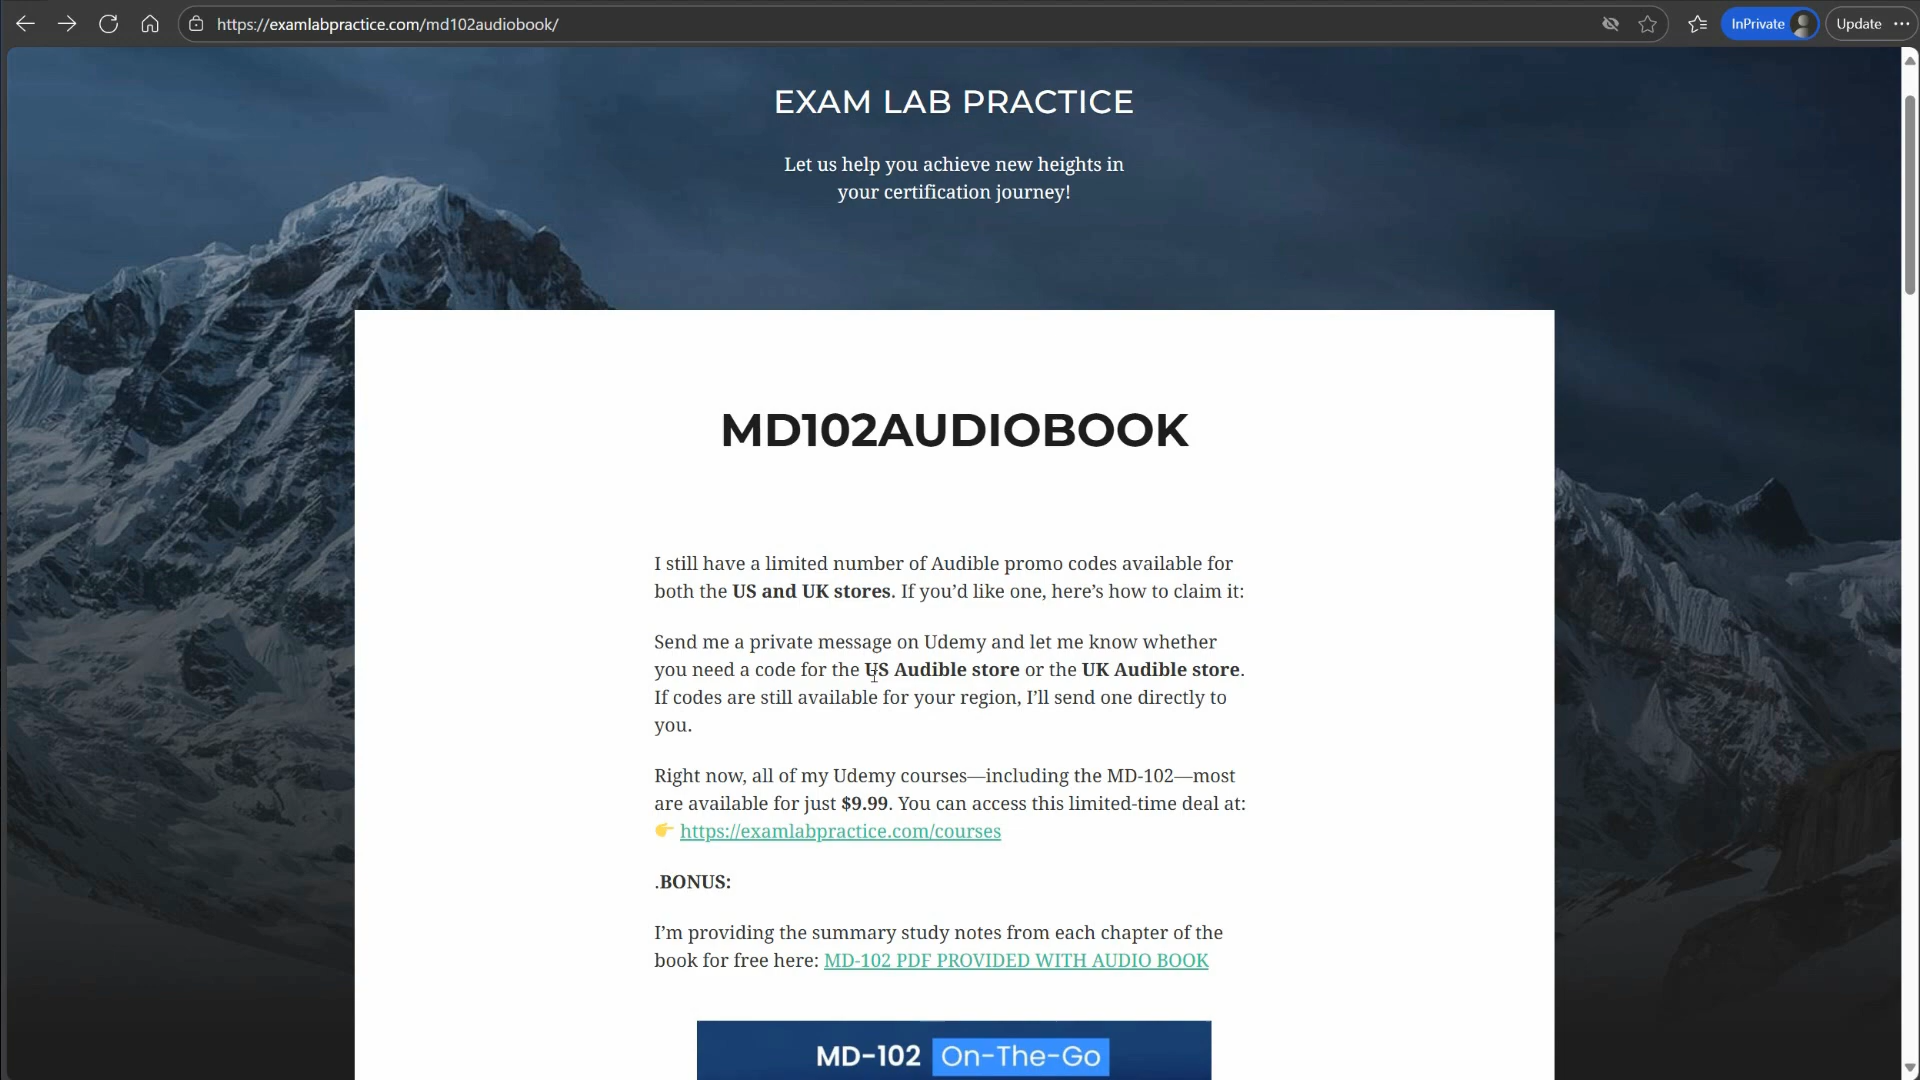 https://examlabpractice.com/md102audiobook/
InPrivate
Update
EXAM LAB PRACTICE
Let us help you achieve new heights in
your certification journey!
MD102AUDIOBOOK
I still have a limited number of Audible promo codes available for
both the US and UK stores. If you’d like one, here’s how to claim it:
Send me a private message on Udemy and let me know whether
you need a code for the US Audible store or the UK Audible store.
If codes are still available for your region, I’ll send one directly to
you.
Right now, all of my Udemy courses—including the MD-102—most
are available for just $9.99. You can access this limited-time deal at:
👉 https://examlabpractice.com/courses
.BONUS:
I’m providing the summary study notes from each chapter of the
book for free here: MD-102 PDF PROVIDED WITH AUDIO BOOK
MD-102 On-The-Go